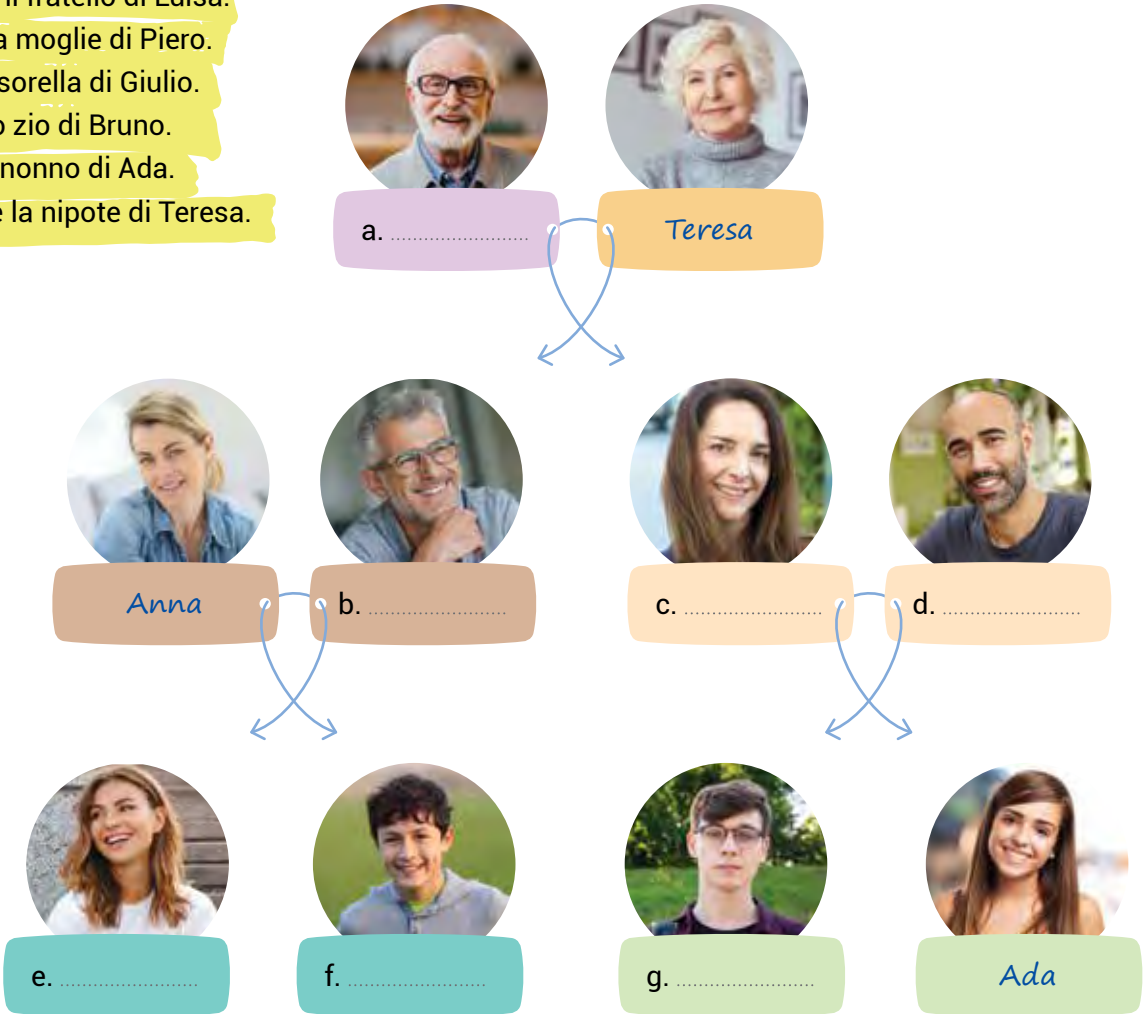 il fratello di Luisa.
moglie di Piero.
sorella di Giulio.
zio di Bruno.
nonno di Ada.
la nipote di Teresa.
a. ........................
Teresa
Anna
b. ........................
c. ........................
d. ........................
e. ........................
f. ........................
g. ........................
Ada